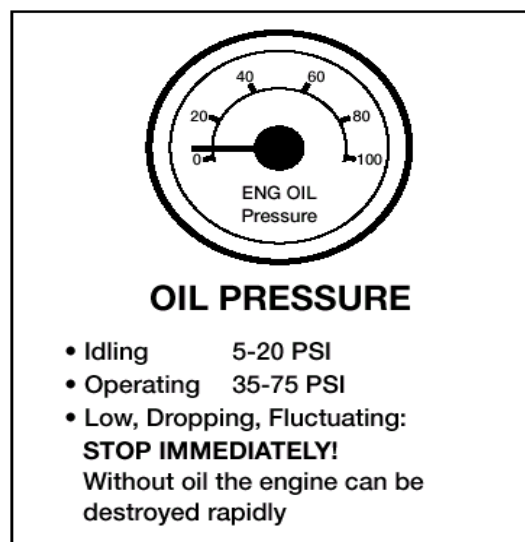 40 60
20 80
0 100
ENG OIL
Pressure
OIL PRESSURE
• Idling 5-20 PSI
• Operating 35-75 PSI
• Low, Dropping, Fluctuating:
STOP IMMEDIATELY!
Without oil the engine can be
destroyed rapidly